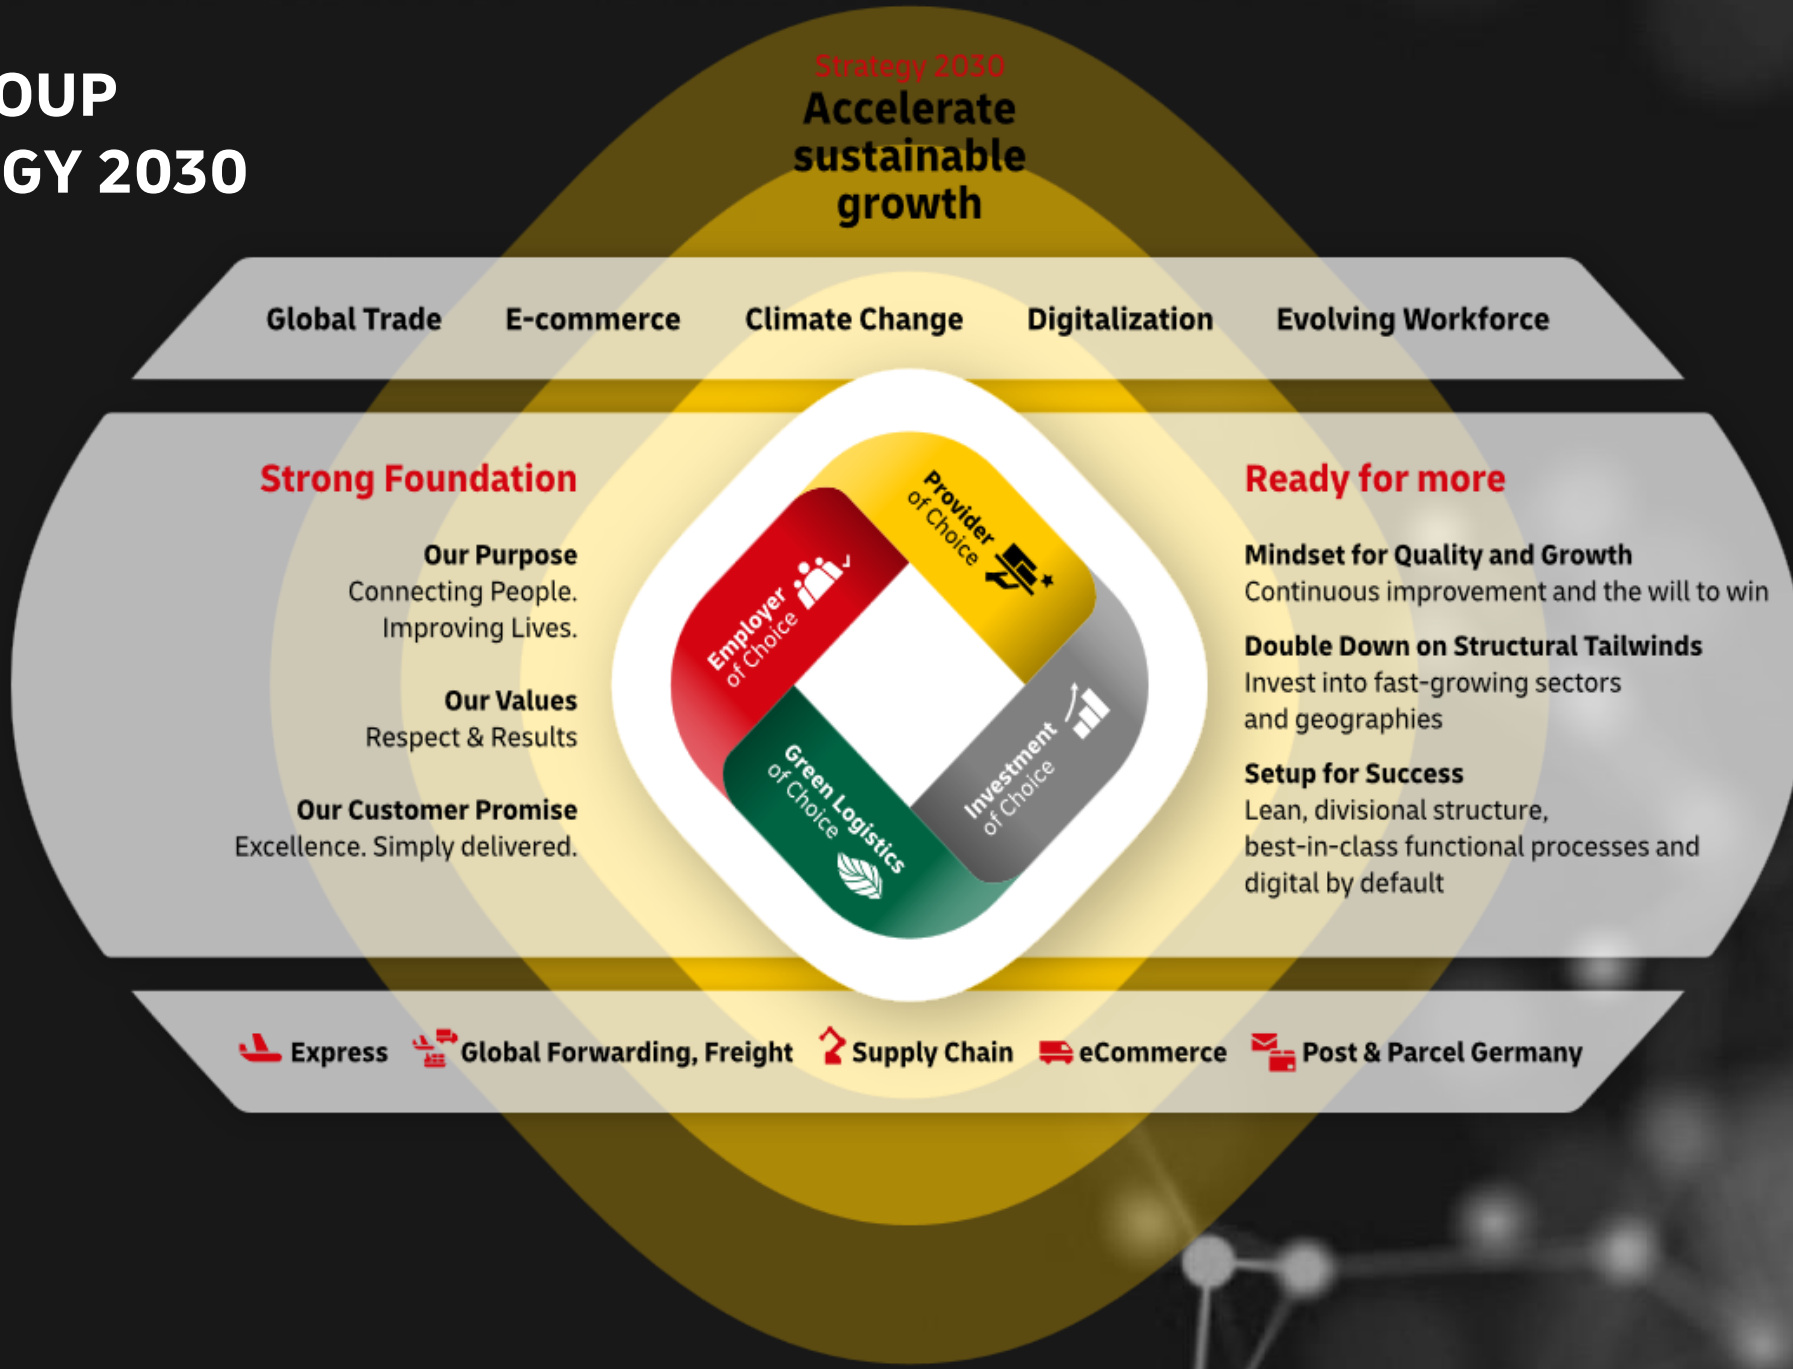 OUP
GY 2030
Strategy 2030
Accelerate
sustainable
growth
Global Trade
E-commerce
Climate Change
Digitalization
Evolving Workforce
Strong Foundation
Our Purpose
Connecting People.
Improving Lives.
Our Values
Respect & Results
Our Customer Promise
Excellence. Simply delivered.
Employer
of Choice
Provider
of Choice
Green Logistics
of Choice
Investment
of Choice
Ready for more
Mindset for Quality and Growth
Continuous improvement and the will to win
Double Down on Structural Tailwinds
Invest into fast-growing sectors
and geographies
Setup for Success
Lean, divisional structure,
best-in-class functional processes and
digital by default
Express
Global Forwarding, Freight
Supply Chain
eCommerce
Post & Parcel Germany